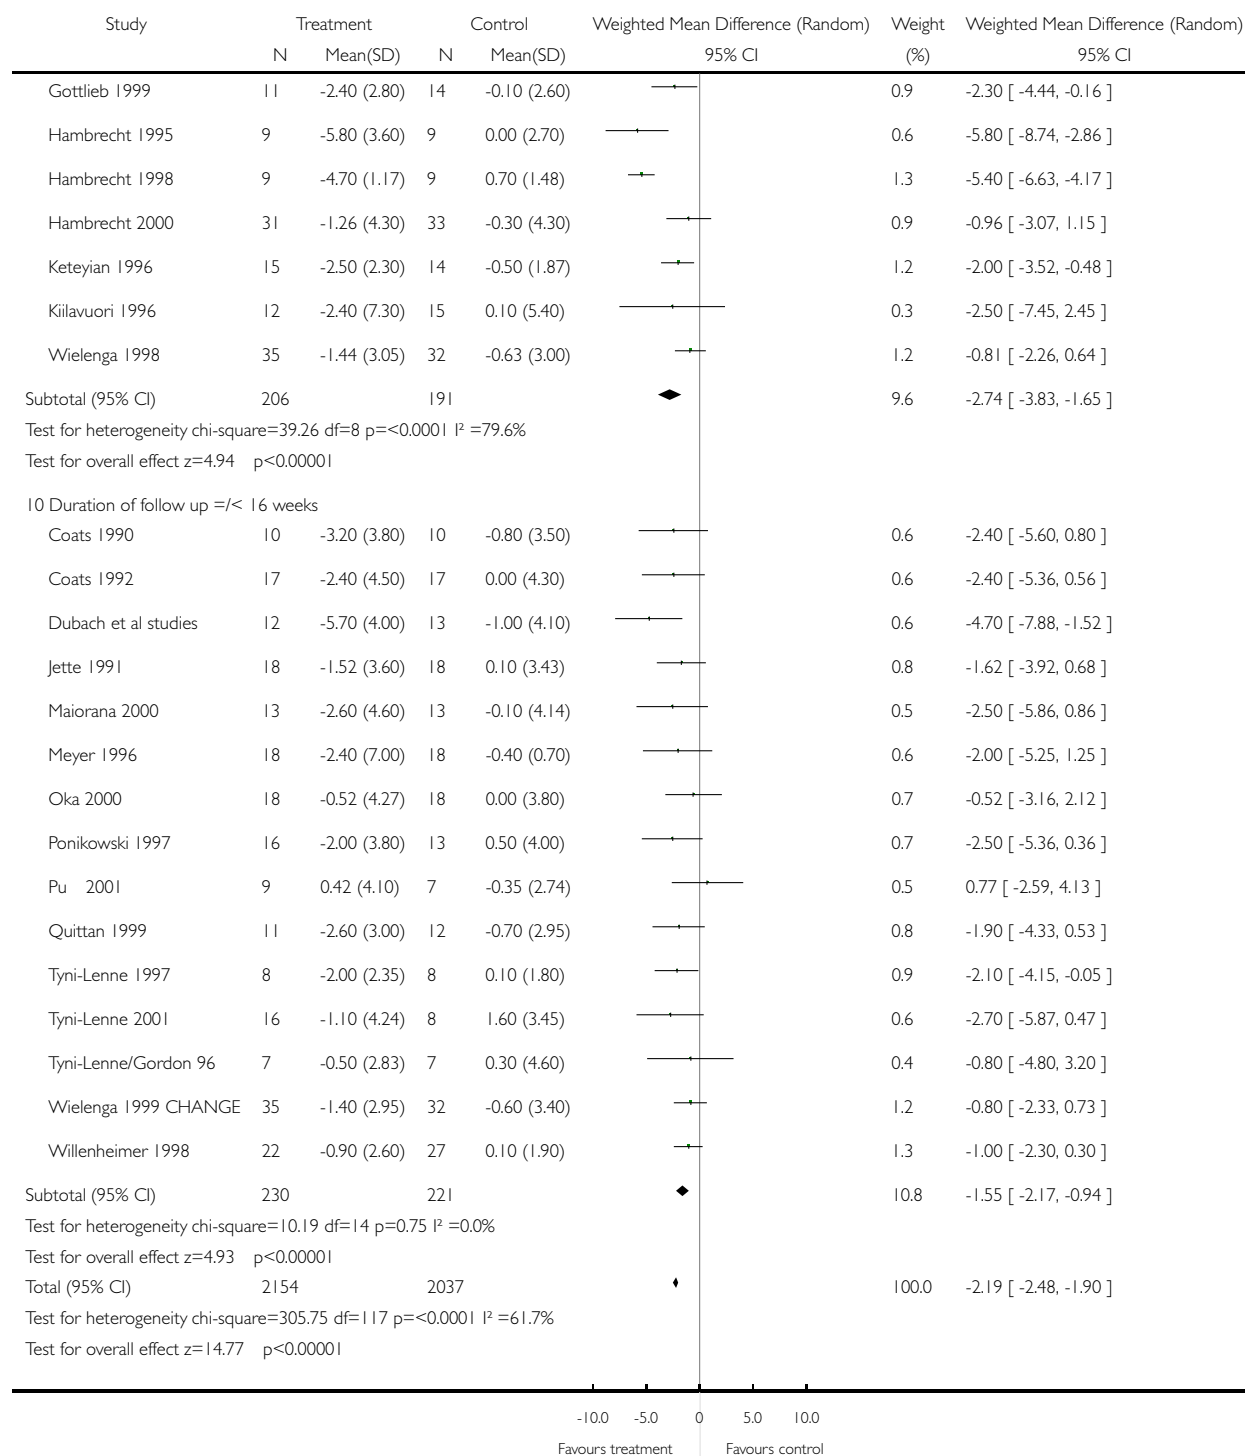 Study Treatment Control Weighted Mean Difference (Random) Weight Weighted Mean Difference (Random)
N Mean(SD) N Mean(SD) 95% CI (%) 95% CI
Gottlieb 1999 11 -2.40 (2.80) 14 -0.10 (2.60) 0.9 -2.30 [ -4.44, -0.16 ]
Hambrecht 1995 9 -5.80 (3.60) 9 0.00 (2.70) 0.6 -5.80 [ -8.74, -2.86 ]
Hambrecht 1998 9 -4.70 (1.17) 9 0.70 (1.48) 1.3 -5.40 [ -6.63, -4.17 ]
Hambrecht 2000 31 -1.26 (4.30) 33 -0.30 (4.30) 0.9 -0.96 [ -3.07, 1.15 ]
Keteyian 1996 15 -2.50 (2.30) 14 -0.50 (1.87) 1.2 -2.00 [ -3.52, -0.48 ]
Kiilavuori 1996 12 -2.40 (7.30) 15 0.10 (5.40) 0.3 -2.50 [ -7.45, 2.45 ]
Wielenga 1998 35 -1.44 (3.05) 32 -0.63 (3.00) 1.2 -0.81 [ -2.26, 0.64 ]
Subtotal (95% CI) 206 191 9.6 -2.74 [ -3.83, -1.65 ]
Test for heterogeneity chi-square=39.26 df=8 p=<0.0001 I² =79.6%
Test for overall effect z=4.94 p<0.00001
10 Duration of follow up =/< 16 weeks
Coats 1990 10 -3.20 (3.80) 10 -0.80 (3.50) 0.6 -2.40 [ -5.60, 0.80 ]
Coats 1992 17 -2.40 (4.50) 17 0.00 (4.30) 0.6 -2.40 [ -5.36, 0.56 ]
Dubach et al studies 12 -5.70 (4.00) 13 -1.00 (4.10) 0.6 -4.70 [ -7.88, -1.52 ]
Jette 1991 18 -1.52 (3.60) 18 0.10 (3.43) 0.8 -1.62 [ -3.92, 0.68 ]
Maiorana 2000 13 -2.60 (4.60) 13 -0.10 (4.14) 0.5 -2.50 [ -5.86, 0.86 ]
Meyer 1996 18 -2.40 (7.00) 18 -0.40 (0.70) 0.6 -2.00 [ -5.25, 1.25 ]
Oka 2000 18 -0.52 (4.27) 18 0.00 (3.80) 0.7 -0.52 [ -3.16, 2.12 ]
Ponikowski 1997 16 -2.00 (3.80) 13 0.50 (4.00) 0.7 -2.50 [ -5.36, 0.36 ]
Pu 2001 9 0.42 (4.10) 7 -0.35 (2.74) 0.5 0.77 [ -2.59, 4.13 ]
Quittan 1999 11 -2.60 (3.00) 12 -0.70 (2.95) 0.8 -1.90 [ -4.33, 0.53 ]
Tyni-Lenne 1997 8 -2.00 (2.35) 8 0.10 (1.80) 0.9 -2.10 [ -4.15, -0.05 ]
Tyni-Lenne 2001 16 -1.10 (4.24) 8 1.60 (3.45) 0.6 -2.70 [ -5.87, 0.47 ]
Tyni-Lenne/Gordon 96 7 -0.50 (2.83) 7 0.30 (4.60) 0.4 -0.80 [ -4.80, 3.20 ]
Wielenga 1999 CHANGE 35 -1.40 (2.95) 32 -0.60 (3.40) 1.2 -0.80 [ -2.33, 0.73 ]
Willenheimer 1998 22 -0.90 (2.60) 27 0.10 (1.90) 1.3 -1.00 [ -2.30, 0.30 ]
Subtotal (95% CI) 230 221 10.8 -1.55 [ -2.17, -0.94 ]
Test for heterogeneity chi-square=10.19 df=14 p=0.75 I² =0.0%
Test for overall effect z=4.93 p<0.00001
Total (95% CI) 2154 2037 100.0 -2.19 [ -2.48, -1.90 ]
Test for heterogeneity chi-square=305.75 df=117 p=<0.0001 I² =61.7%
Test for overall effect z=14.77 p<0.00001
-10.0 -5.0 0 5.0 10.0
Favours treatment Favours control